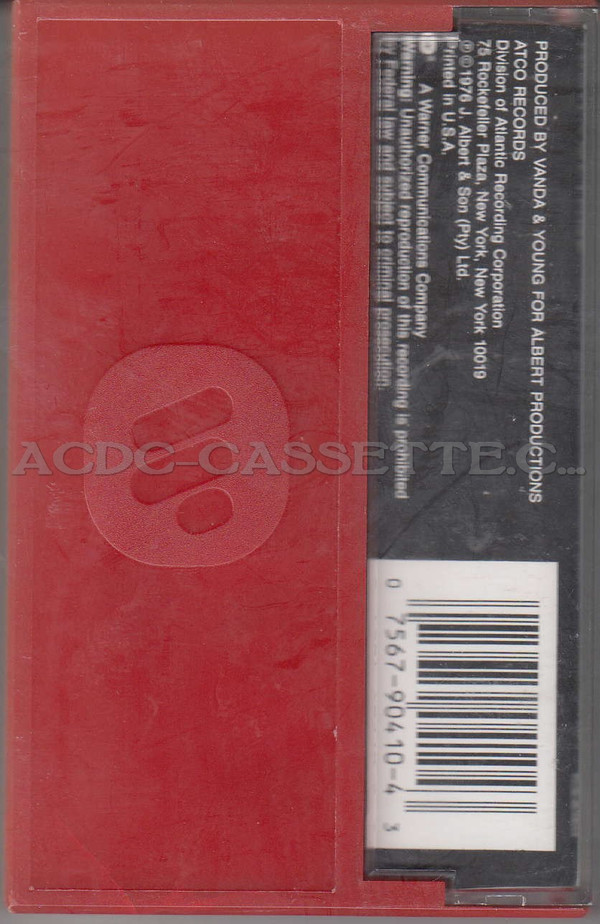 PRODUCED BY VANDA & YOUNG FOR ALBERT PRODUCTIONS
ATCO RECORDS
Division of Atlantic Recording Corporation
75 Rockefeller Plaza, New York, New York 10019
℗ © 1976 J. Albert & Son (Pty) Ltd.
Printed in U.S.A.
A Warner Communications Company
Warning: Unauthorized reproduction of this recording is prohibited
by Federal law and subject to criminal prosecution.
0 7567-90410-4 3
ACDC-CASSETTE.C...